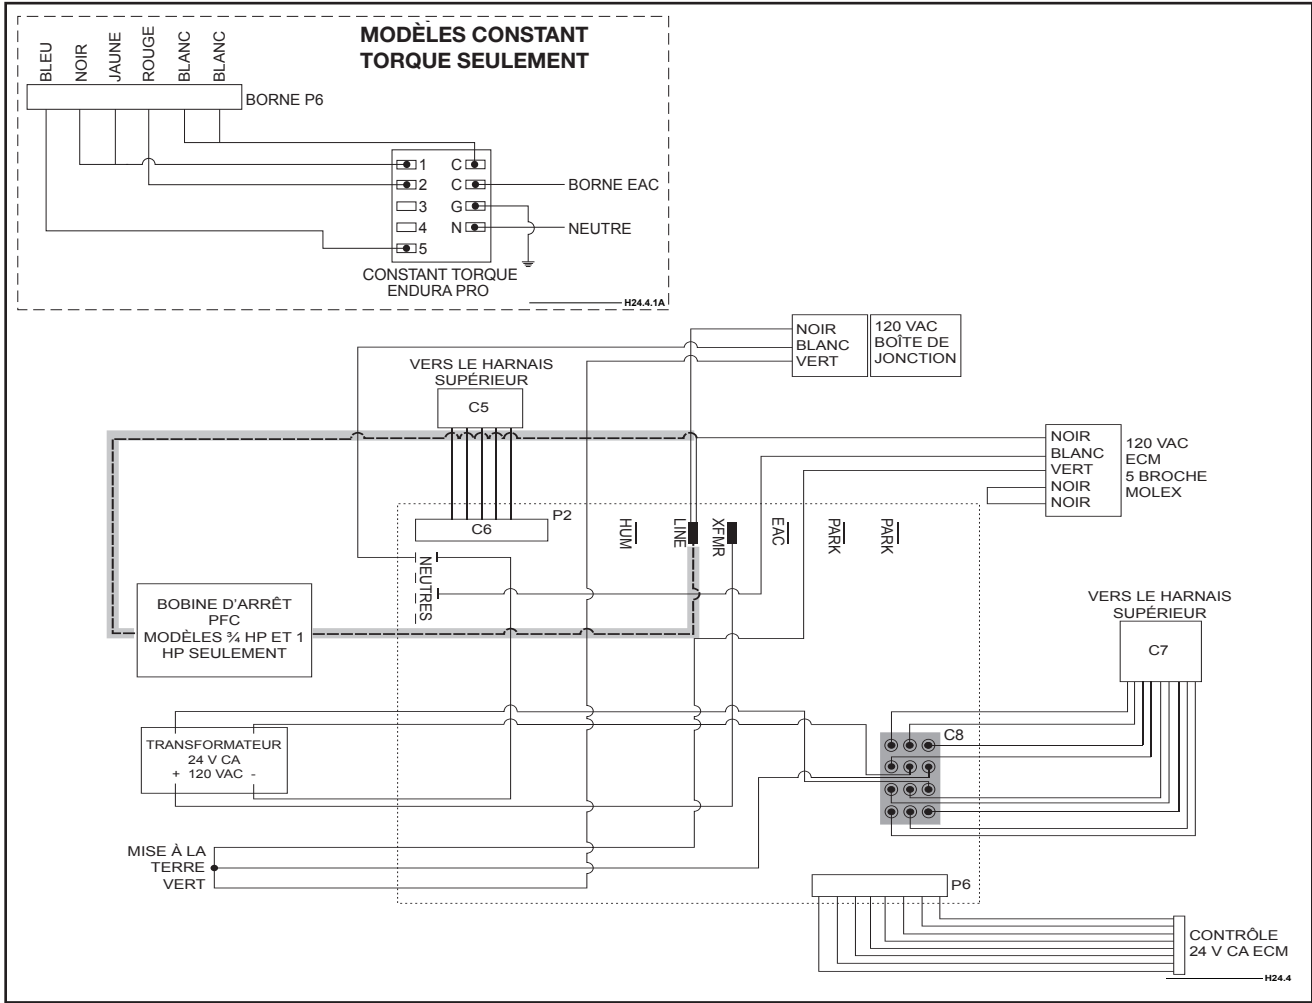 MODÈLES CONSTANT
TORQUE SEULEMENT
BLEU
NOIR
JAUNE
ROUGE
BLANC
BLANC
BORNE P6
1 C
2 C
3 G
4 N
5
BORNE EAC
NEUTRE
CONSTANT TORQUE
ENDURA PRO
H24.4.1A
NOIR
BLANC
VERT
120 VAC
BOÎTE DE
JONCTION
VERS LE HARNAIS
SUPÉRIEUR
C5
NOIR
BLANC
VERT
NOIR
NOIR
120 VAC
ECM
5 BROCHE
MOLEX
P2
C6
HUM
LINE
XFMR
EAC
PARK
PARK
NEUTRES
BOBINE D'ARRÊT
PFC
MODÈLES ¾ HP ET 1
HP SEULEMENT
VERS LE HARNAIS
SUPÉRIEUR
C7
C8
TRANSFORMATEUR
24 V CA
+ 120 VAC -
MISE À LA
TERRE
VERT
P6
CONTRÔLE
24 V CA ECM
H24.4